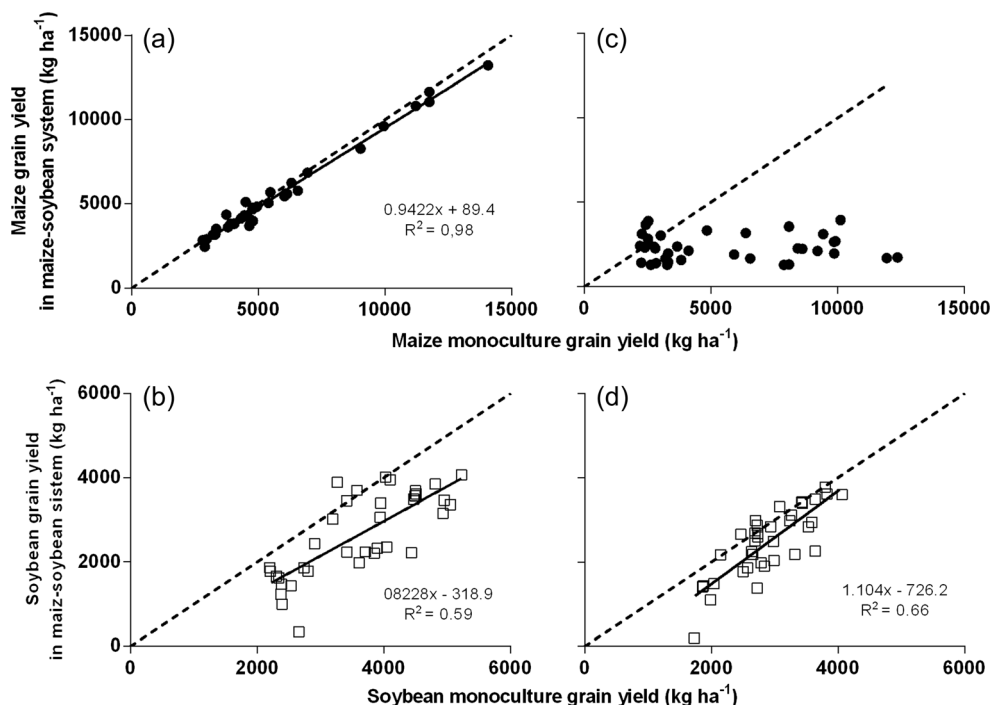 (a)
(c)
Maize grain yield
in maize-soybean system (kg ha⁻¹)
15000
10000
5000
0
0.9422x + 89.4
R² = 0,98
0 5000 10000 15000
0 5000 10000 15000
Maize monoculture grain yield (kg ha⁻¹)
(b)
(d)
Soybean grain yield
in maiz-soybean sistem (kg ha⁻¹)
6000
4000
2000
0
08228x - 318.9
R² = 0.59
1.104x - 726.2
R² = 0.66
0 2000 4000 6000
0 2000 4000 6000
Soybean monoculture grain yield (kg ha⁻¹)